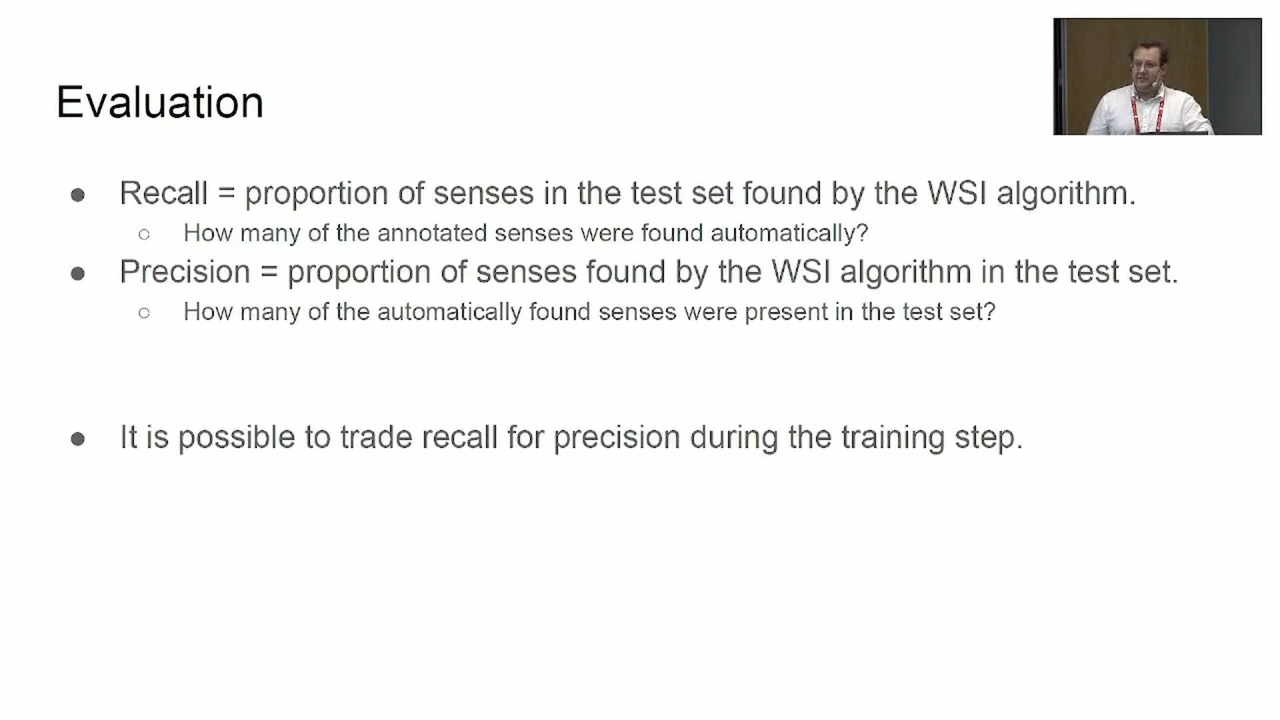 Evaluation
● Recall = proportion of senses in the test set found by the WSI algorithm.
○ How many of the annotated senses were found automatically?
● Precision = proportion of senses found by the WSI algorithm in the test set.
○ How many of the automatically found senses were present in the test set?
● It is possible to trade recall for precision during the training step.